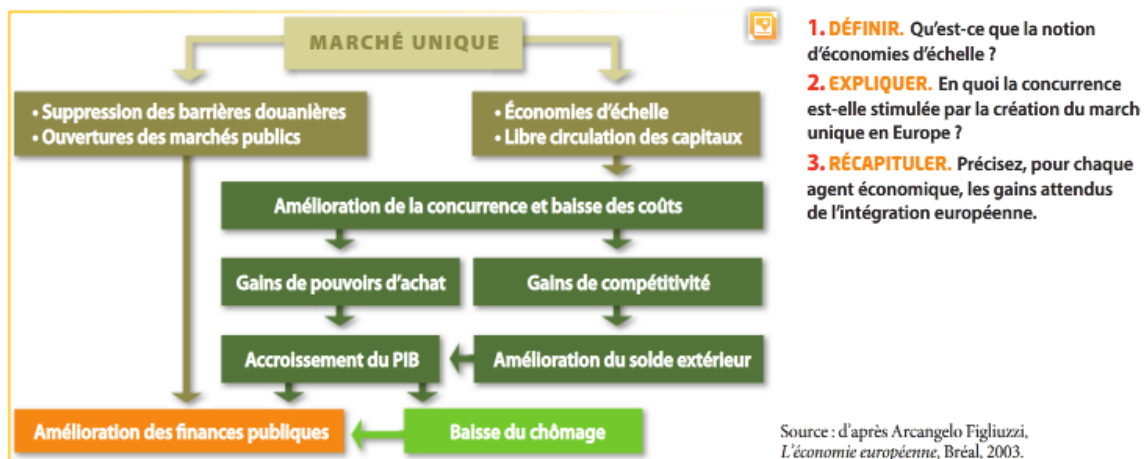 MARCHÉ UNIQUE
• Suppression des barrières douanières
• Ouvertures des marchés publics
• Économies d'échelle
• Libre circulation des capitaux
Amélioration de la concurrence et baisse des coûts
Gains de pouvoirs d'achat
Gains de compétitivité
Accroissement du PIB
Amélioration du solde extérieur
Amélioration des finances publiques
Baisse du chômage
1. DÉFINIR. Qu'est-ce que la notion
d'économies d'échelle ?
2. EXPLIQUER. En quoi la concurrence
est-elle stimulée par la création du march
unique en Europe ?
3. RÉCAPITULER. Précisez, pour chaque
agent économique, les gains attendus
de l'intégration européenne.
Source : d'après Arcangelo Figliuzzi,
L'économie européenne, Bréal, 2003.